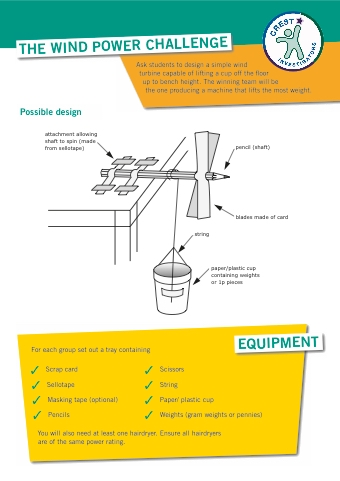 THE WIND POWER CHALLENGE
CREST
INVESTIGATORS
Ask students to design a simple wind
turbine capable of lifting a cup off the floor
up to bench height. The winning team will be
the one producing a machine that lifts the most weight.
Possible design
attachment allowing
shaft to spin (made
from sellotape)
pencil (shaft)
blades made of card
string
paper/plastic cup
containing weights
or 1p pieces
EQUIPMENT
For each group set out a tray containing
✓ Scrap card
✓ Sellotape
✓ Masking tape (optional)
✓ Pencils
✓ Scissors
✓ String
✓ Paper/ plastic cup
✓ Weights (gram weights or pennies)
You will also need at least one hairdryer. Ensure all hairdryers
are of the same power rating.